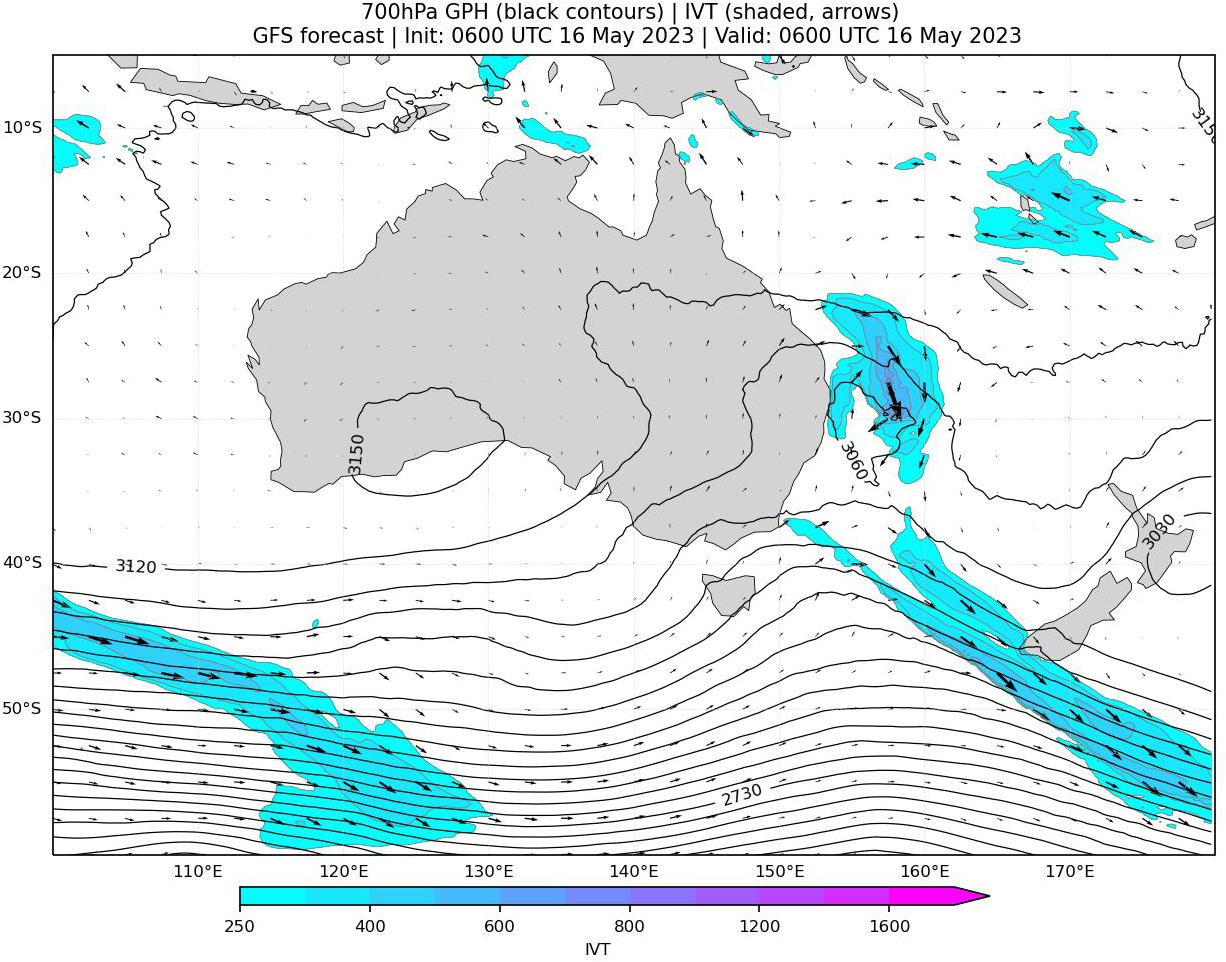 700hPa GPH (black contours) | IVT (shaded, arrows)
GFS forecast | Init: 0600 UTC 16 May 2023 | Valid: 0600 UTC 16 May 2023
10°S
20°S
30°S
40°S
50°S
3150
3120
3150
3060
3030
2730
110°E 120°E 130°E 140°E 150°E 160°E 170°E
250 400 600 800 1200 1600
IVT